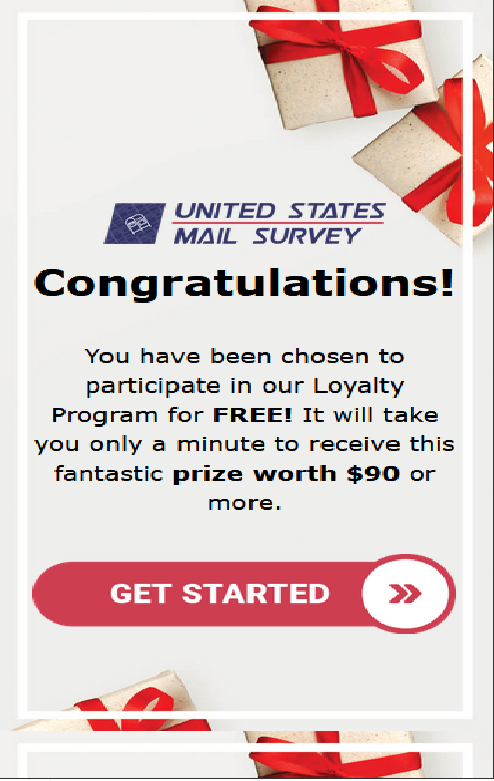 UNITED STATES
MAIL SURVEY
Congratulations!
You have been chosen to
participate in our Loyalty
Program for FREE! It will take
you only a minute to receive this
fantastic prize worth $90 or
more.
GET STARTED